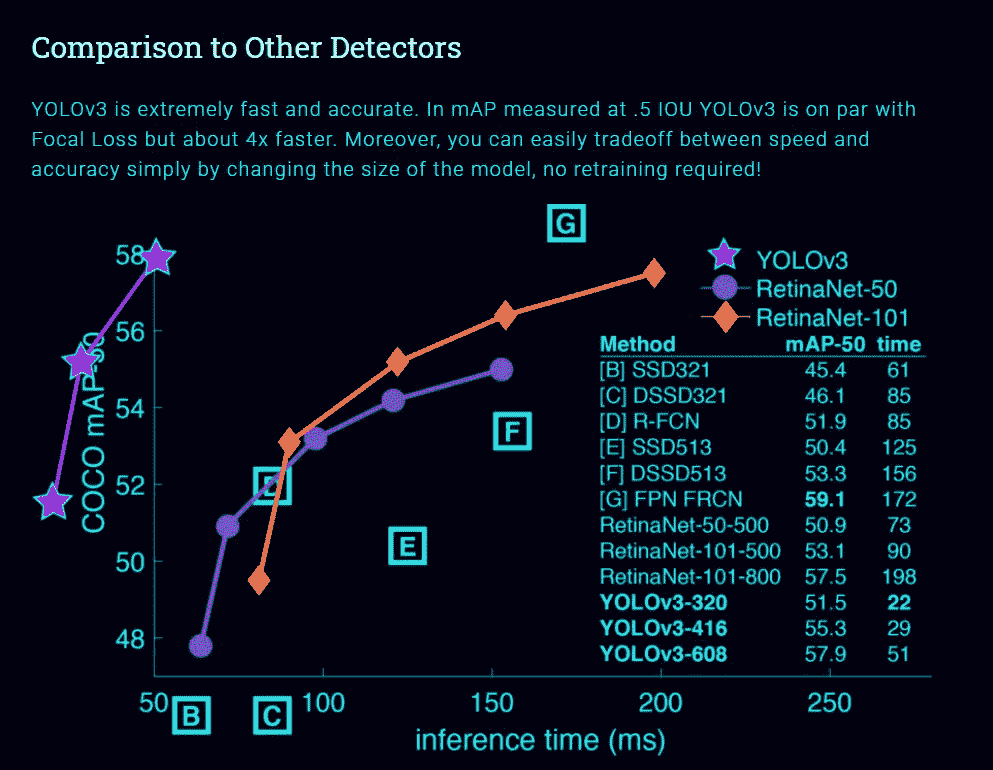 Comparison to Other Detectors
YOLOv3 is extremely fast and accurate. In mAP measured at .5 IOU YOLOv3 is on par with
Focal Loss but about 4x faster. Moreover, you can easily tradeoff between speed and
accuracy simply by changing the size of the model, no retraining required!
G
58
56
54
52
50
48
COCO mAP-50
D
F
E
YOLOv3
RetinaNet-50
RetinaNet-101
Method mAP-50 time
[B] SSD321 45.4 61
[C] DSSD321 46.1 85
[D] R-FCN 51.9 85
[E] SSD513 50.4 125
[F] DSSD513 53.3 156
[G] FPN FRCN 59.1 172
RetinaNet-50-500 50.9 73
RetinaNet-101-500 53.1 90
RetinaNet-101-800 57.5 198
YOLOv3-320 51.5 22
YOLOv3-416 55.3 29
YOLOv3-608 57.9 51
50 100 150 200 250
B C
inference time (ms)